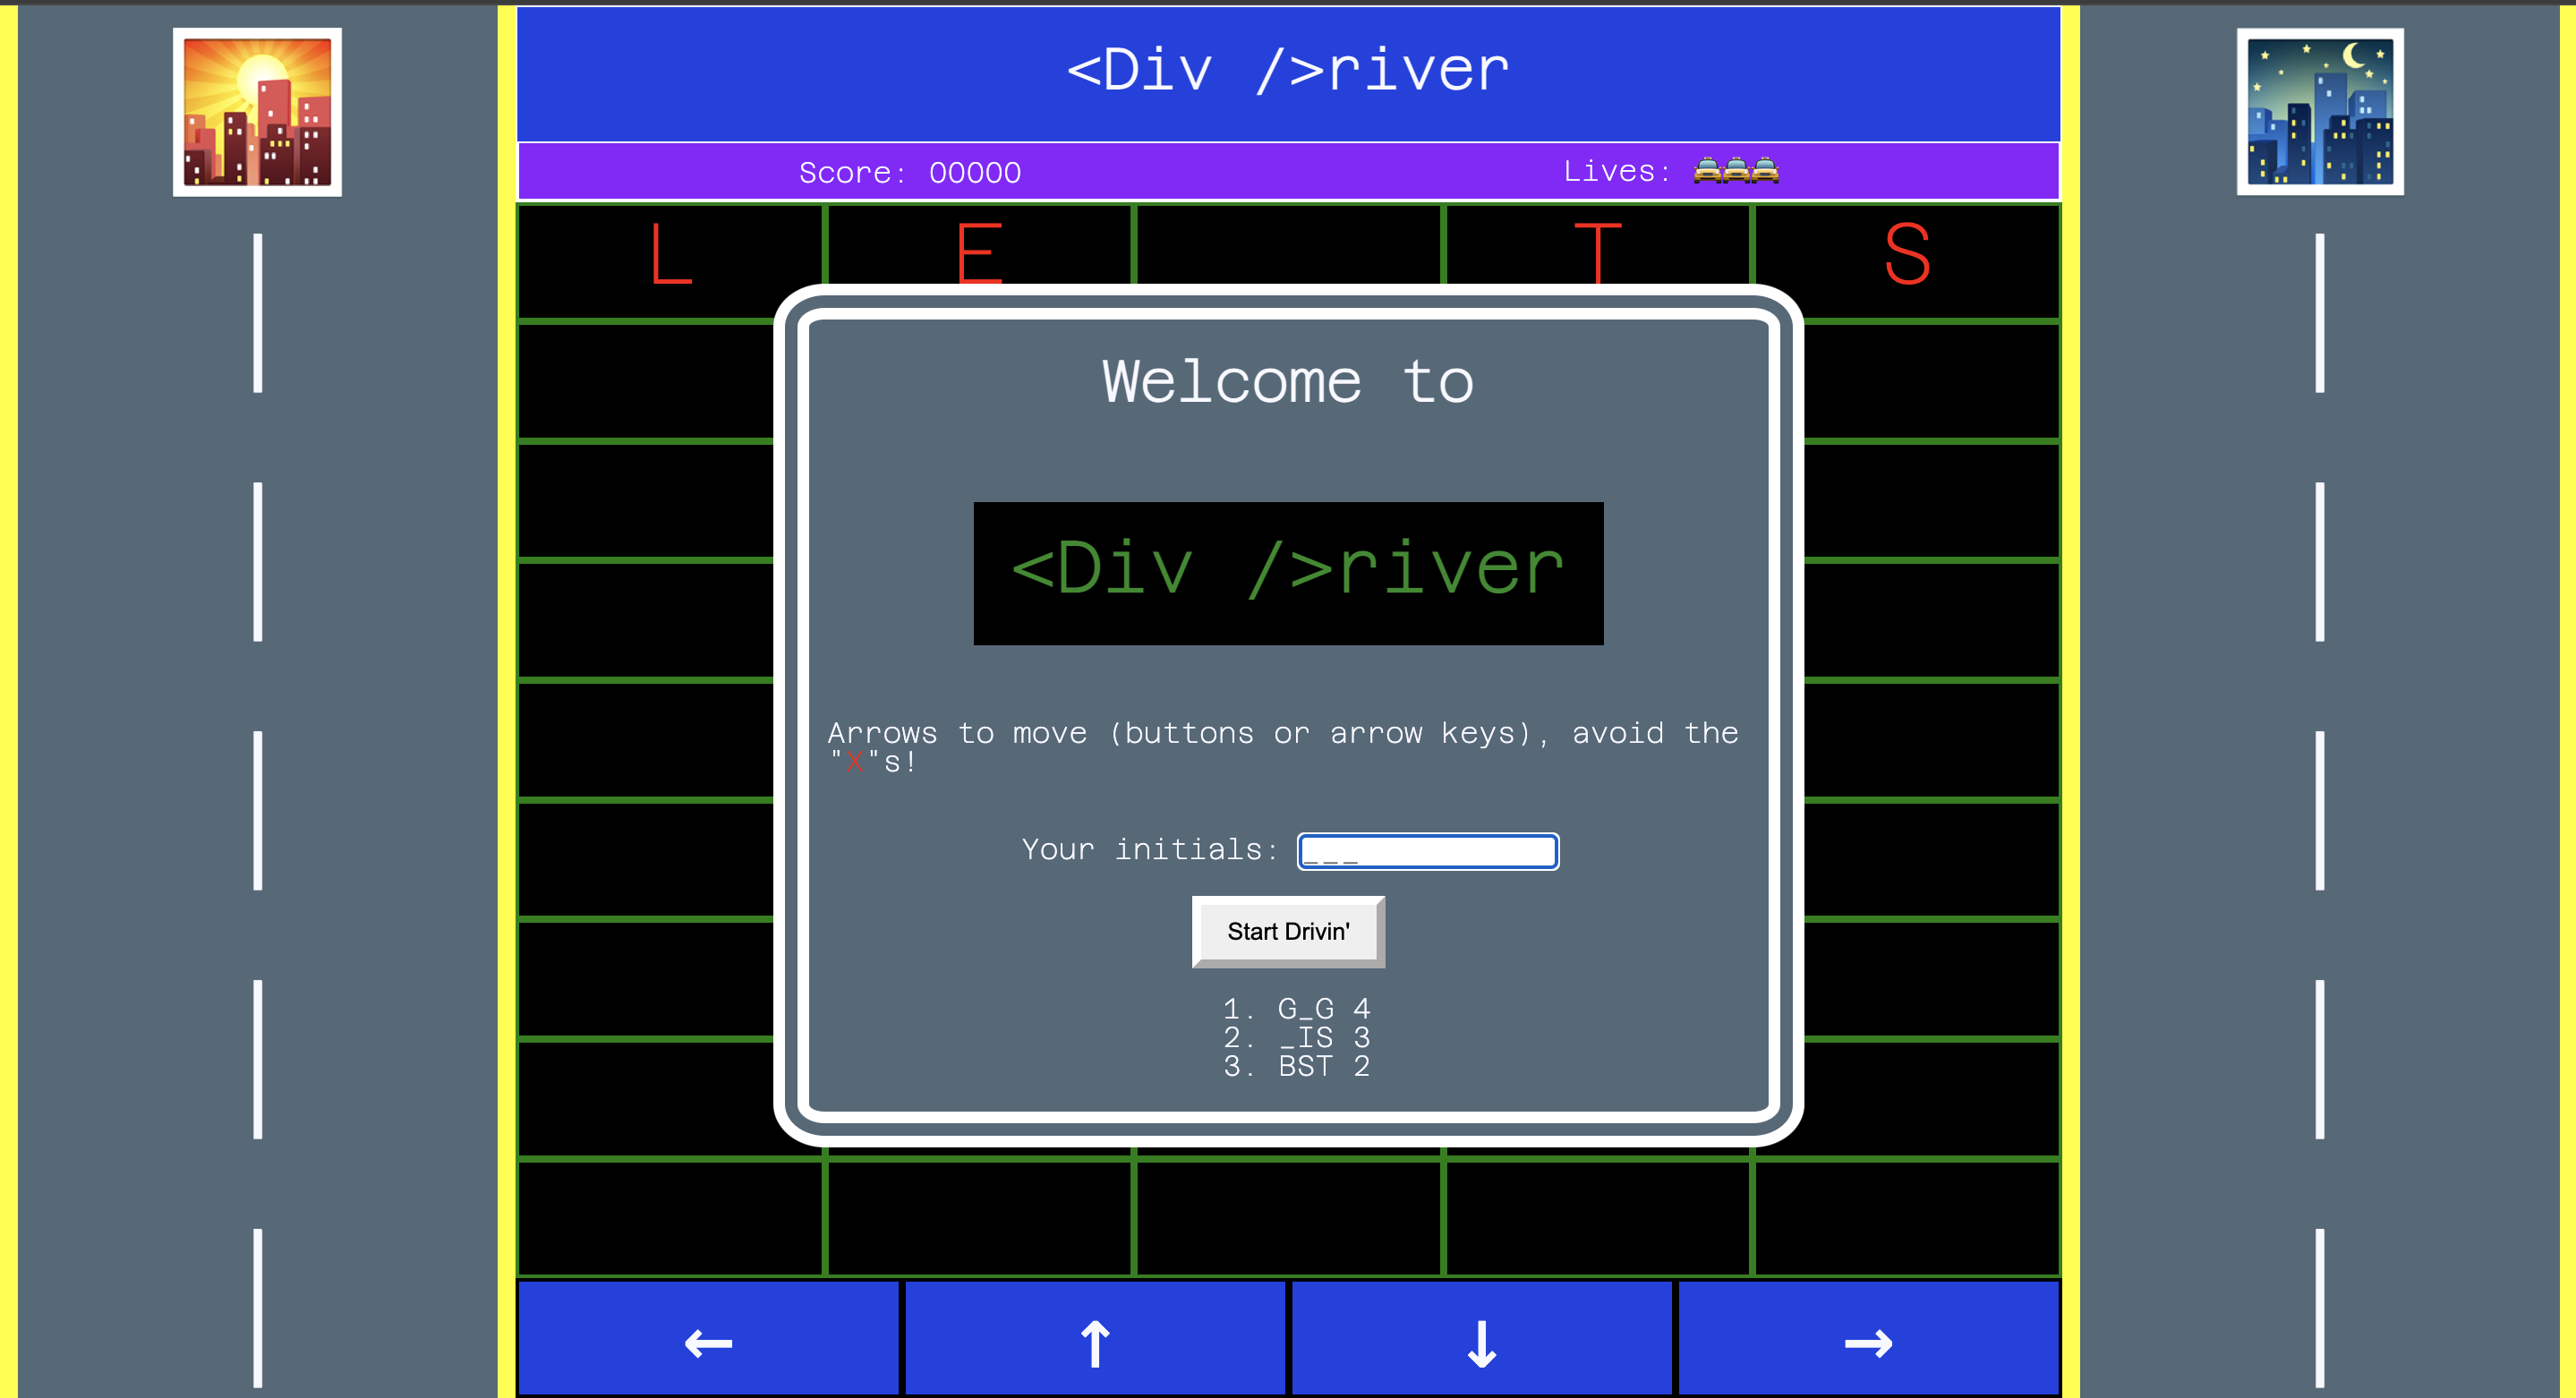 <Div />river
Score: 00000 Lives: 🚖🚖🚖
L E T S
Welcome to
<Div />river
Arrows to move (buttons or arrow keys), avoid the
"X"s!
Your initials: ___
Start Drivin'
1. G_G 4
2. _IS 3
3. BST 2
← ↑ ↓ →